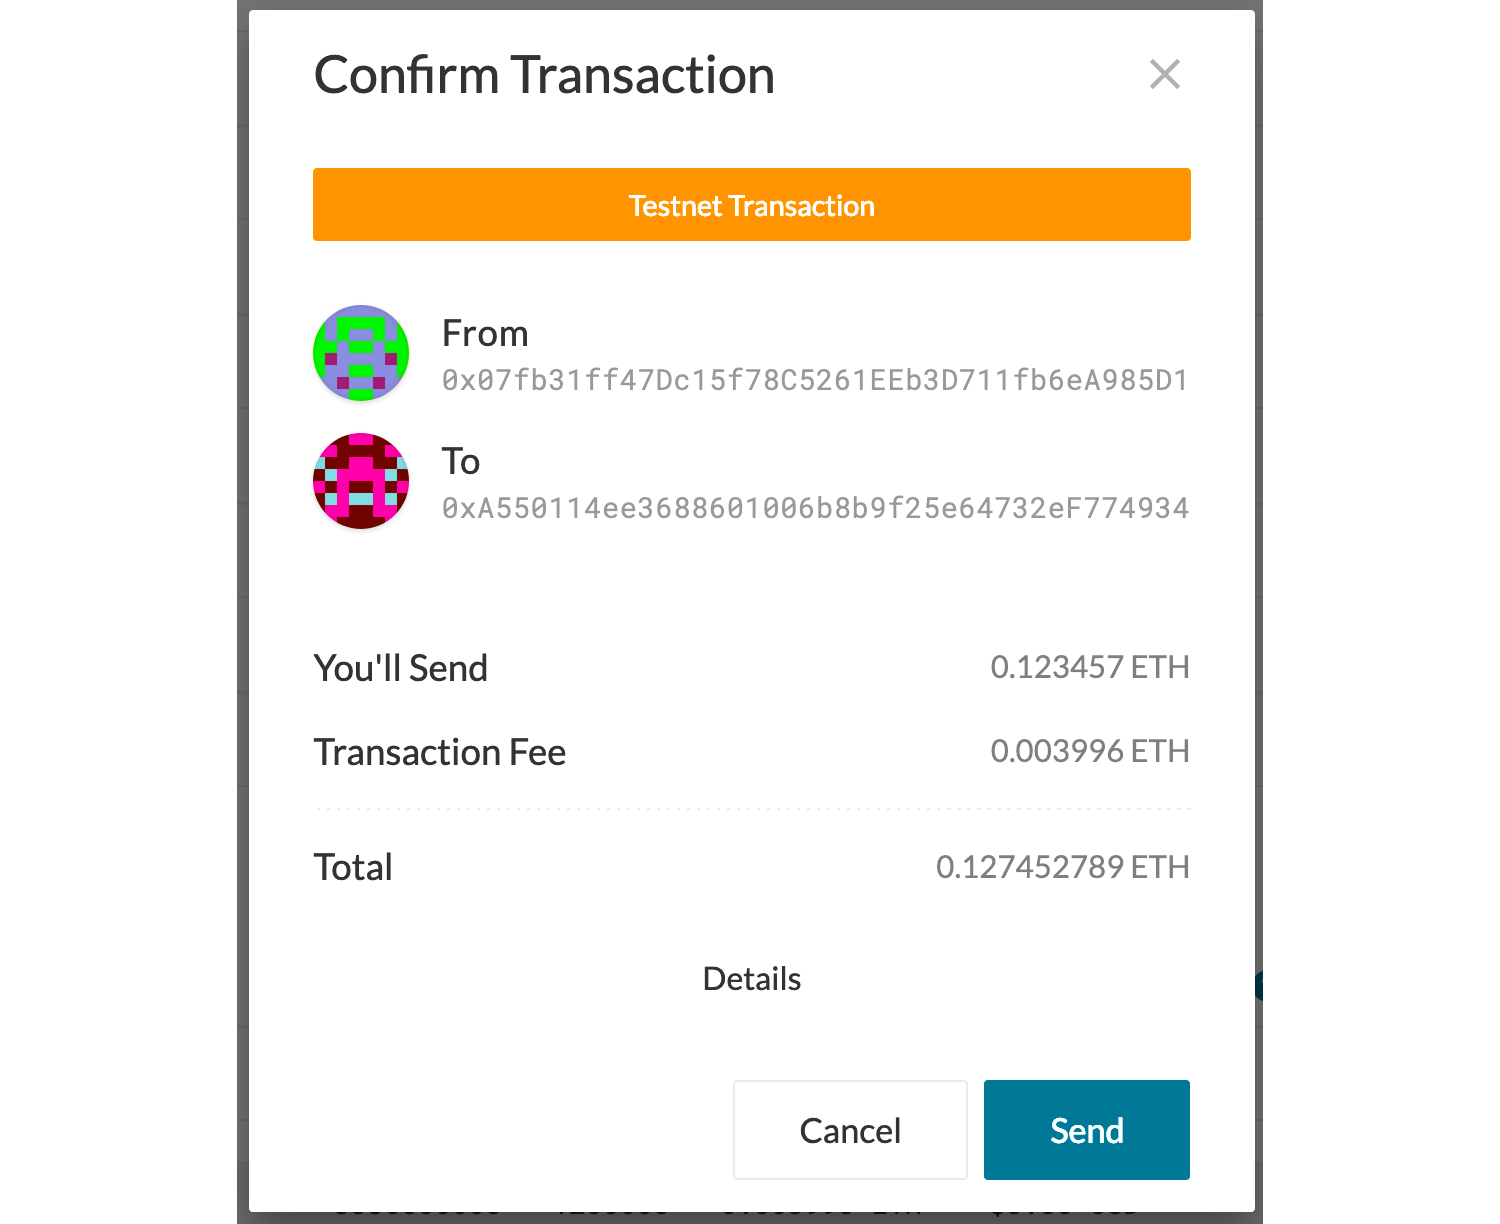 Confirm Transaction
Testnet Transaction
From
0x07fb31ff47Dc15f78C5261EEb3D711fb6eA985D1
To
0xA550114ee3688601006b8b9f25e64732eF774934
You'll Send 0.123457 ETH
Transaction Fee 0.003996 ETH
Total 0.127452789 ETH
Details
Cancel Send